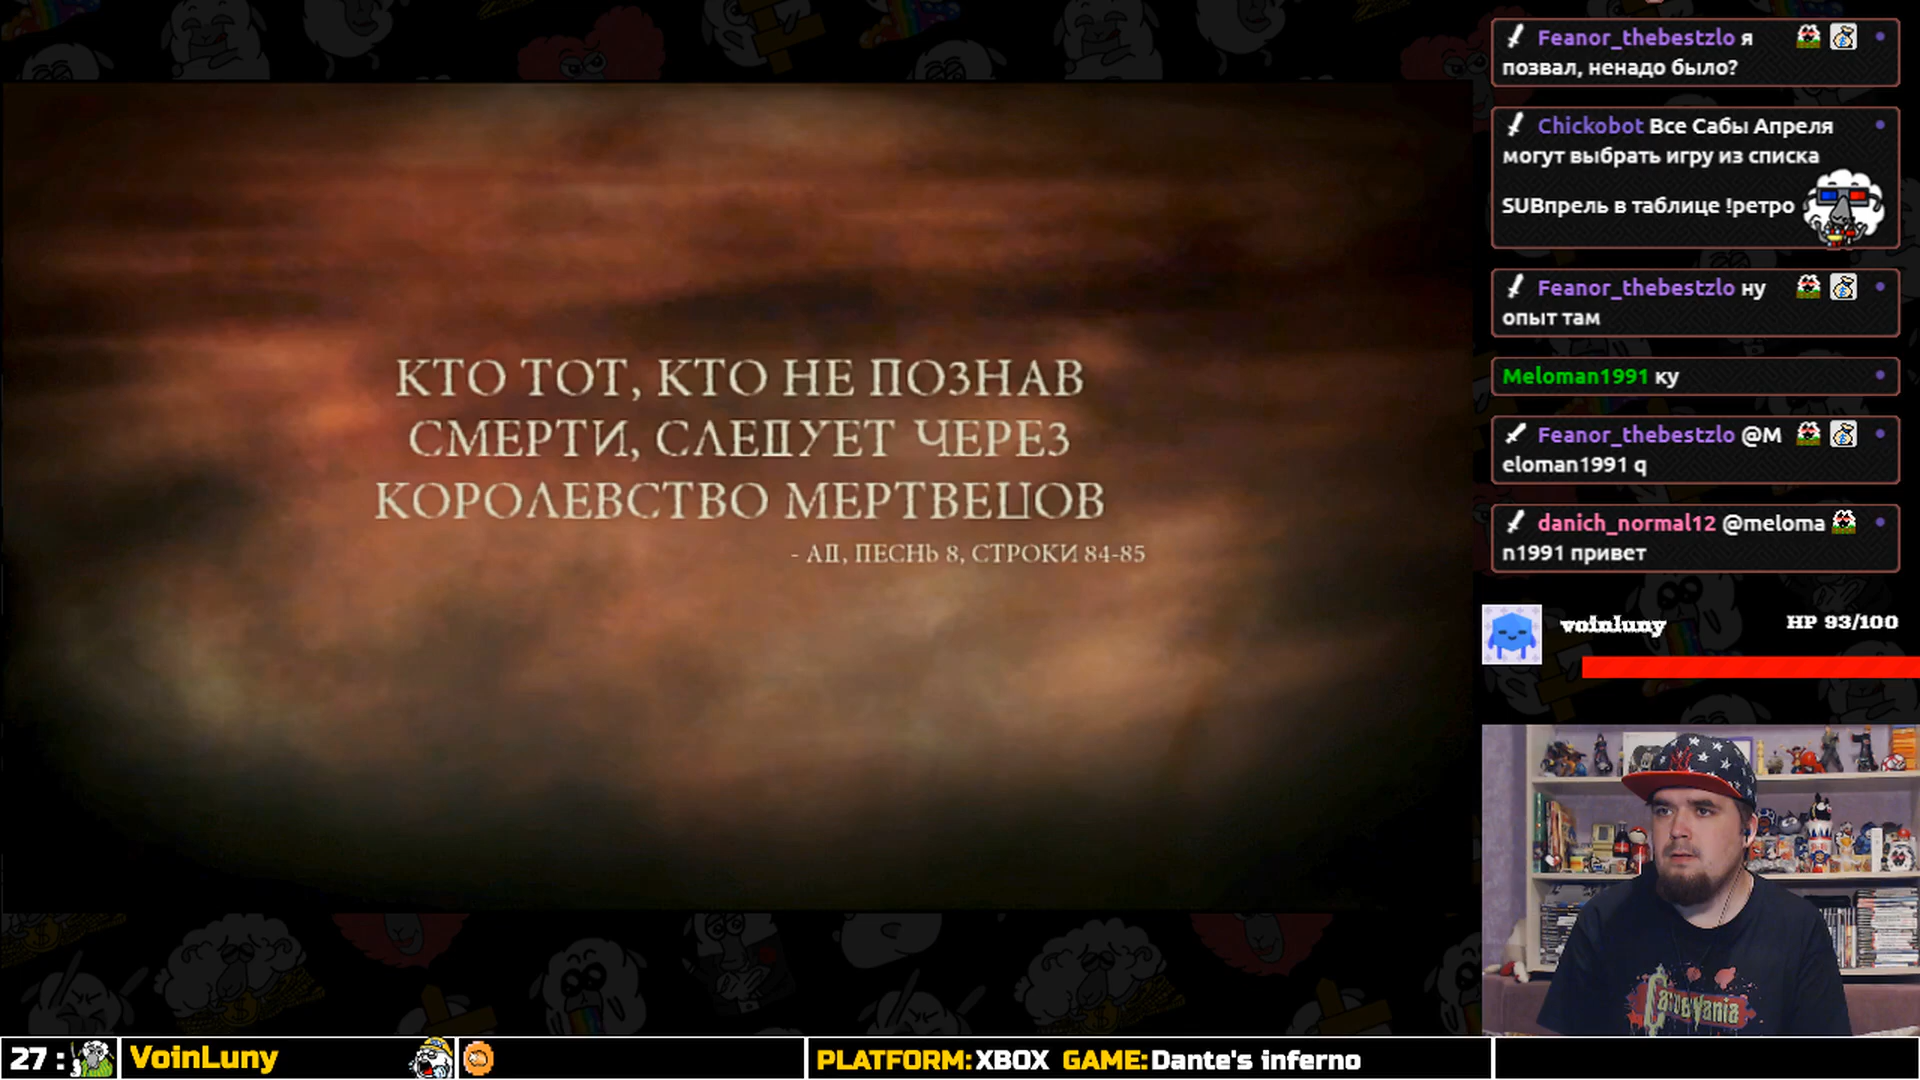 КТО ТОТ, КТО НЕ ПОЗНАВ
СМЕРТИ, СЛЕДУЕТ ЧЕРЕЗ
КОРОЛЕВСТВО МЕРТВЕЦОВ
- АД, ПЕСНЬ 8, СТРОКИ 84-85
Feanor_thebestzlo я
позвал, ненадо было?
Chickobot Все Сабы Апреля
могут выбрать игру из списка
SUBпрель в таблице !ретро
Feanor_thebestzlo ну
опыт там
Meloman1991 ку
Feanor_thebestzlo @M
eloman1991 q
danich_normal12 @meloma
n1991 привет
voinluny HP 93/100
Castlevania
27 : VoinLuny PLATFORM: XBOX GAME: Dante's inferno